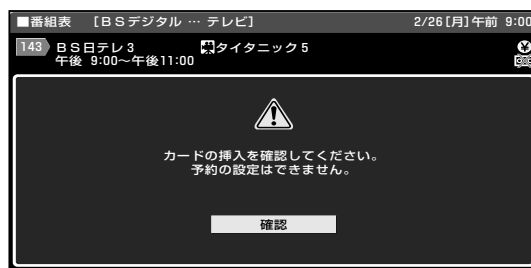 ■番組表 [BSデジタル … テレビ] 2/26[月]午前 9:00
143 BS日テレ3 映タイタニック5
午後 9:00～午後11:00
カードの挿入を確認してください。
予約の設定はできません。
確認